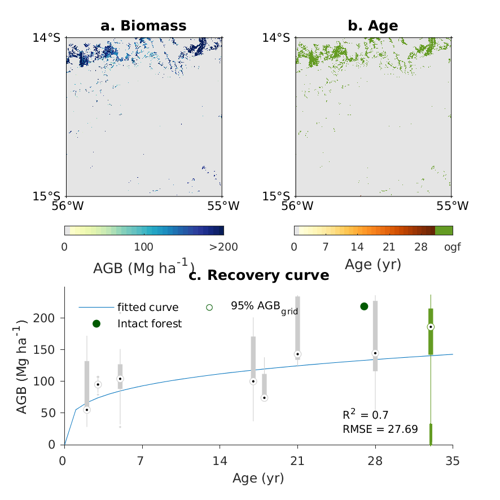 a. Biomass
b. Age
14°S
14°S
15°S
15°S
56°W
55°W
56°W
55°W
0
100
>200
0
7
14
21
28
ogf
AGB (Mg ha-1)
Age (yr)
c. Recovery curve
fitted curve
95% AGBgrid
Intact forest
200
150
100
50
0
AGB (Mg ha-1)
R2 = 0.7
RMSE = 27.69
0
7
14
21
28
35
Age (yr)